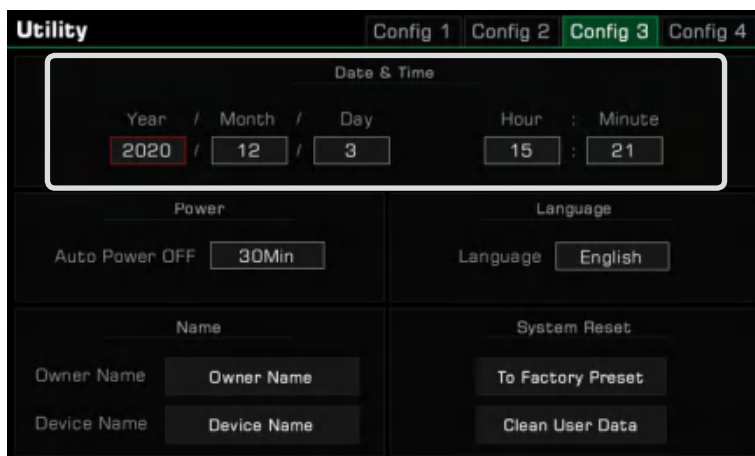 Utility Config 1 Config 2 Config 3 Config 4
Date & Time
Year / Month / Day Hour : Minute
2020 / 12 / 3 15 : 21
Power
Auto Power OFF 30Min
Language
Language English
Name
Owner Name Owner Name
Device Name Device Name
System Reset
To Factory Preset
Clean User Data